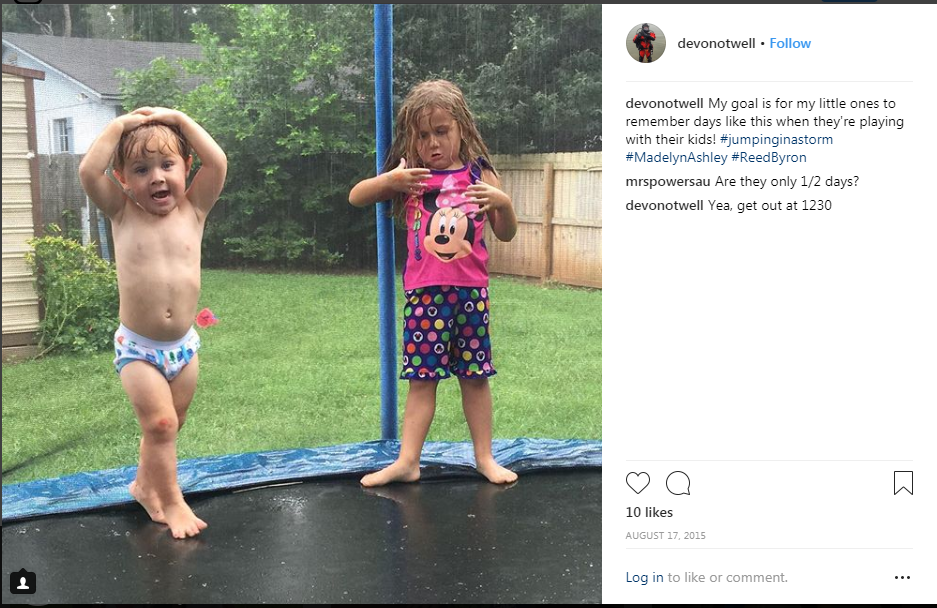 devonotwell • Follow
devonotwell My goal is for my little ones to
remember days like this when they're playing
with their kids! #jumpinginastorm
#MadelynAshley #ReedByron
mrspowersau Are they only 1/2 days?
devonotwell Yea, get out at 1230
10 likes
AUGUST 17, 2015
Log in to like or comment.